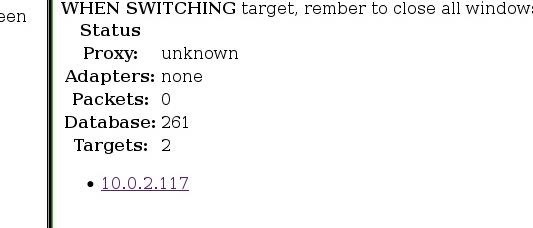 een
WHEN SWITCHING target, rember to close all windows
Status
Proxy: unknown
Adapters: none
Packets: 0
Database: 261
Targets: 2
• 10.0.2.117